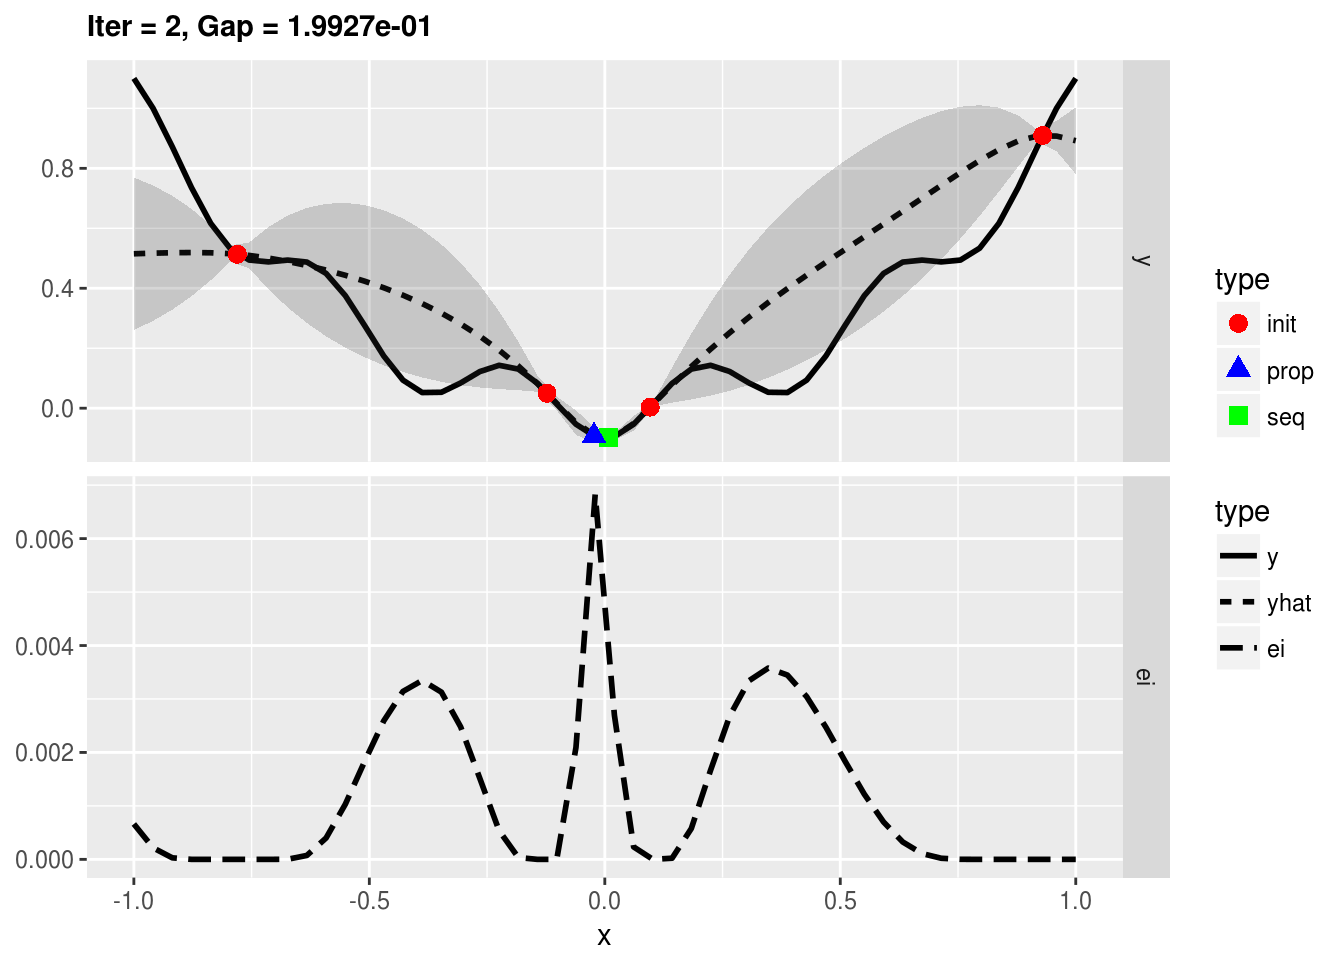 Iter = 2, Gap = 1.9927e-01
0.8
0.4
0.0
y
0.006
0.004
0.002
0.000
ei
-1.0 -0.5 0.0 0.5 1.0
x
type
init
prop
seq
type
y
yhat
ei